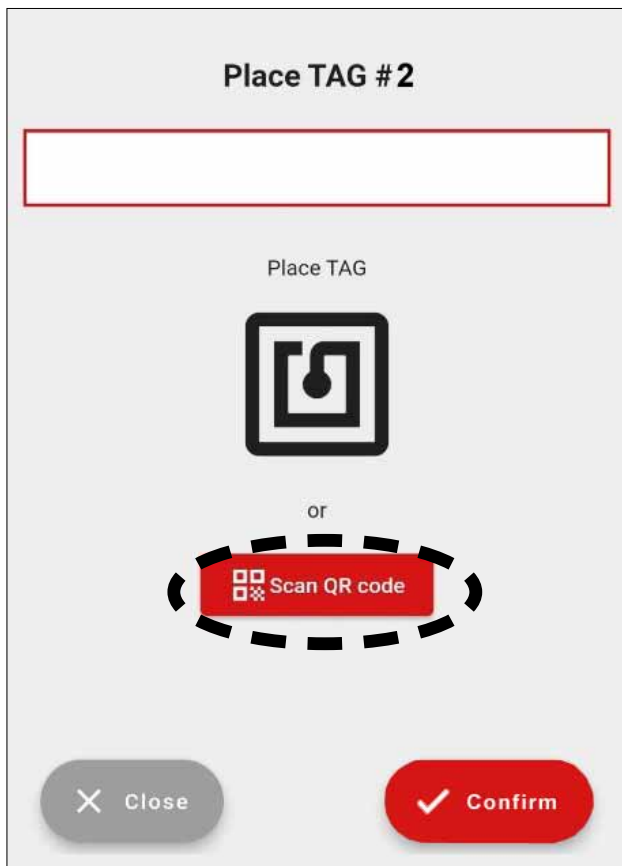 Place TAG #2
Place TAG
or
Scan QR code
Close
Confirm